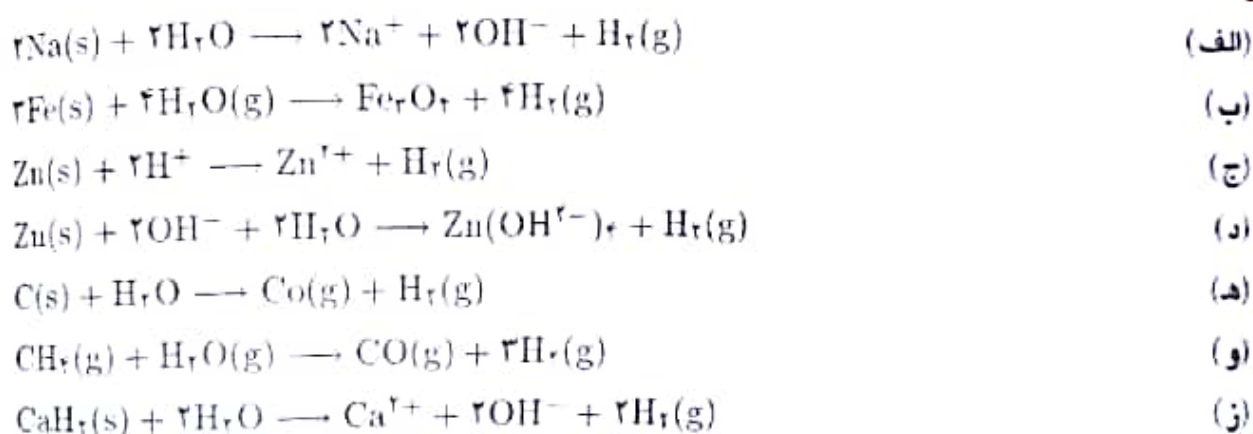 (الف) ۲Na(s) + ۲H۲O ⟶ ۲Na⁺ + ۲OH⁻ + H۲(g)
(ب) ۳Fe(s) + ۴H۲O(g) ⟶ Fe۳O۴ + ۴H۲(g)
(ج) Zn(s) + ۲H⁺ ⟶ Zn۲+ + H۲(g)
(د) Zn(s) + ۲OH⁻ + ۲H۲O ⟶ Zn(OH۲−)۴ + H۲(g)
(هـ) C(s) + H۲O ⟶ Co(g) + H۲(g)
(و) CH۴(g) + H۲O(g) ⟶ CO(g) + ۳H۲(g)
(ز) CaH۲(s) + ۲H۲O ⟶ Ca۲+ + ۲OH⁻ + ۲H۲(g)